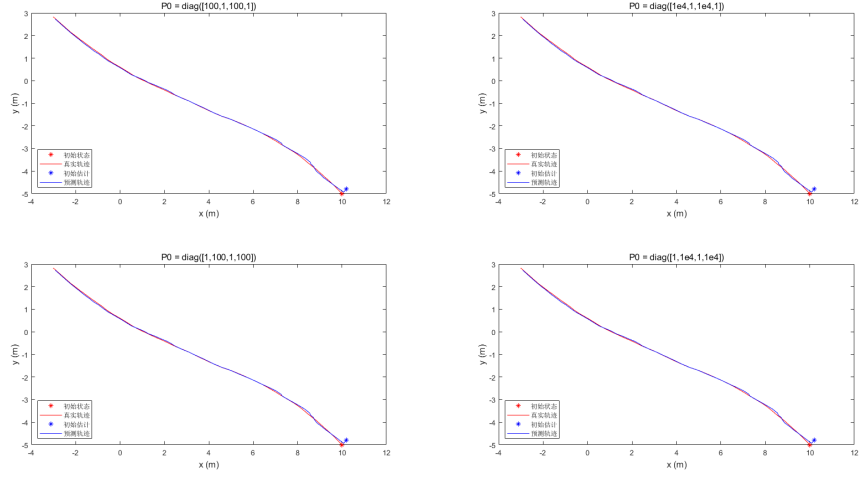 P0 = diag([100,1,100,1])
3
2
1
0
-1
-2
-3
-4
-5
y (m)
初始状态
真实轨迹
初始估计
预测轨迹
-4 -2 0 2 4 6 8 10 12
x (m)
P0 = diag([1e4,1,1e4,1])
3
2
1
0
-1
-2
-3
-4
-5
y (m)
初始状态
真实轨迹
初始估计
预测轨迹
-4 -2 0 2 4 6 8 10 12
x (m)
P0 = diag([1,100,1,100])
3
2
1
0
-1
-2
-3
-4
-5
y (m)
初始状态
真实轨迹
初始估计
预测轨迹
-4 -2 0 2 4 6 8 10 12
x (m)
P0 = diag([1,1e4,1,1e4])
3
2
1
0
-1
-2
-3
-4
-5
y (m)
初始状态
真实轨迹
初始估计
预测轨迹
-4 -2 0 2 4 6 8 10 12
x (m)